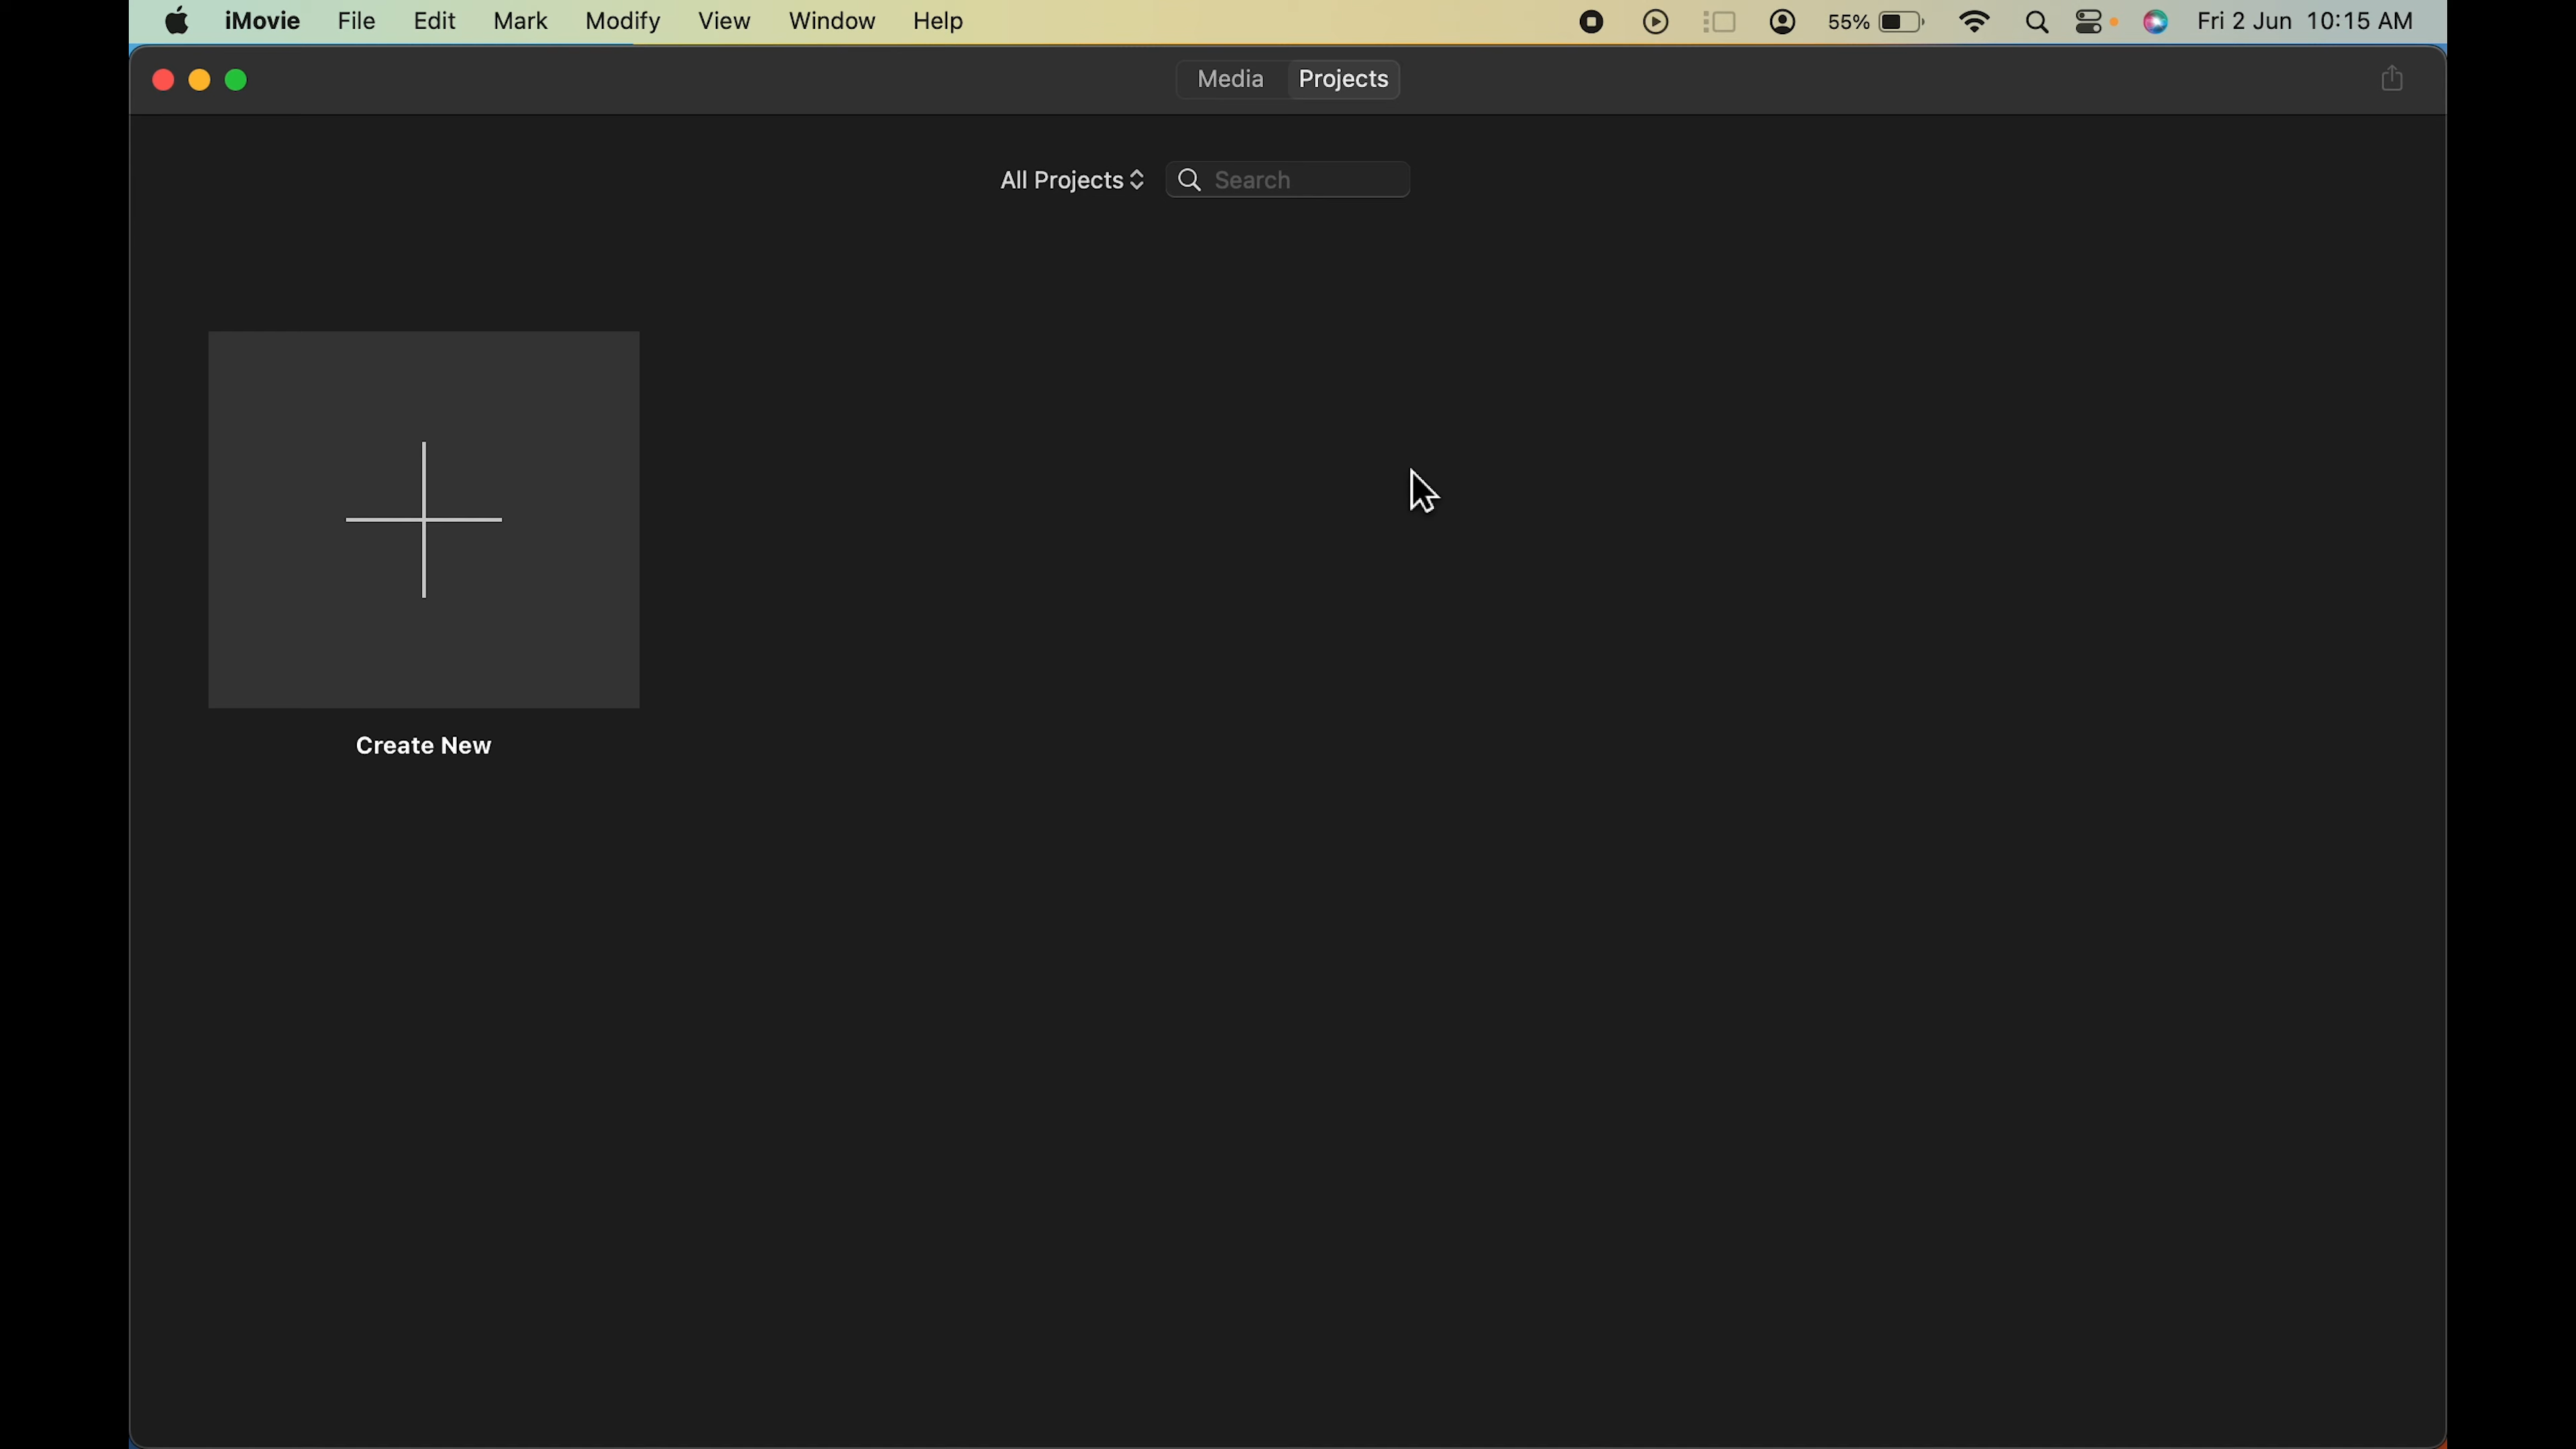 iMovie File Edit Mark Modify View Window Help 55% Fri 2 Jun 10:15 AM
Media Projects
All Projects Search
Create New